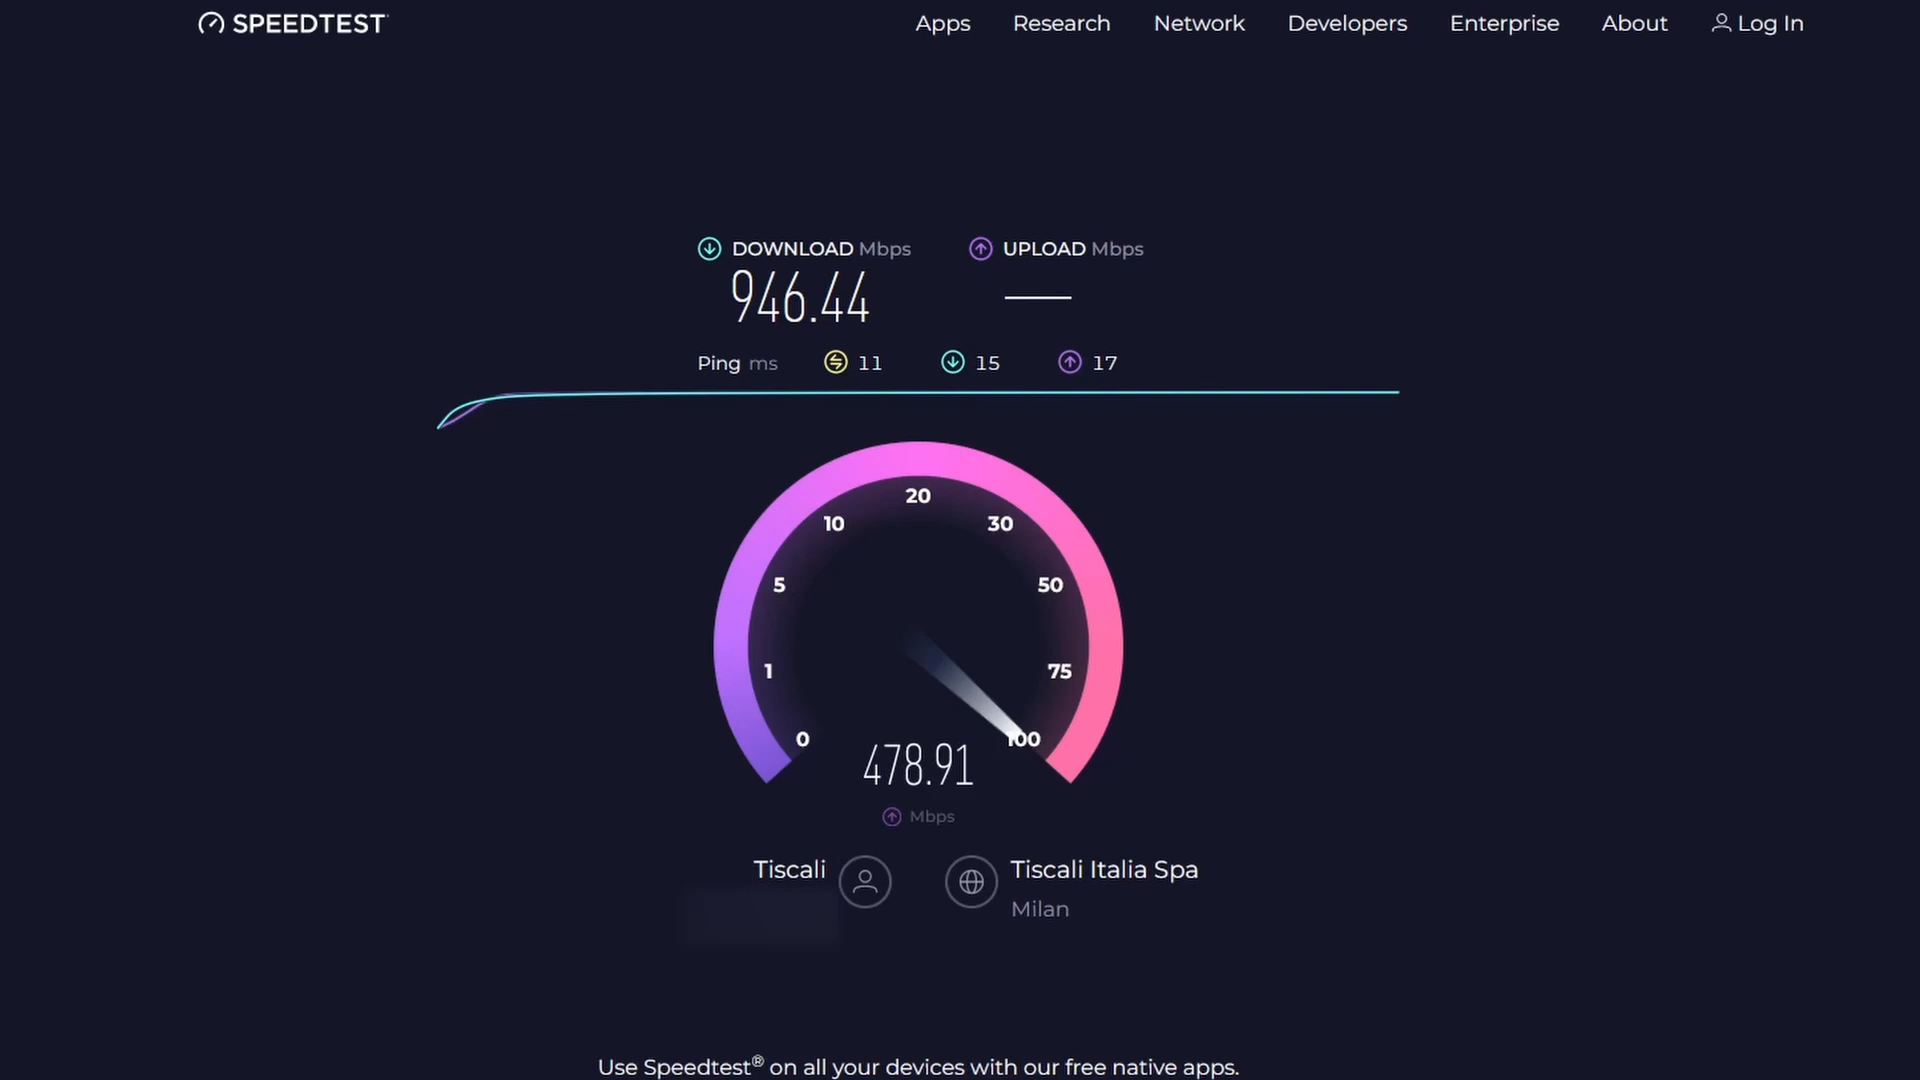 SPEEDTEST
Apps Research Network Developers Enterprise About Log In
DOWNLOAD Mbps
946.44
UPLOAD Mbps
Ping ms 11 15 17
0
1
5
10
20
30
50
75
100
478.91
Mbps
Tiscali
Tiscali Italia Spa
Milan
Use Speedtest® on all your devices with our free native apps.